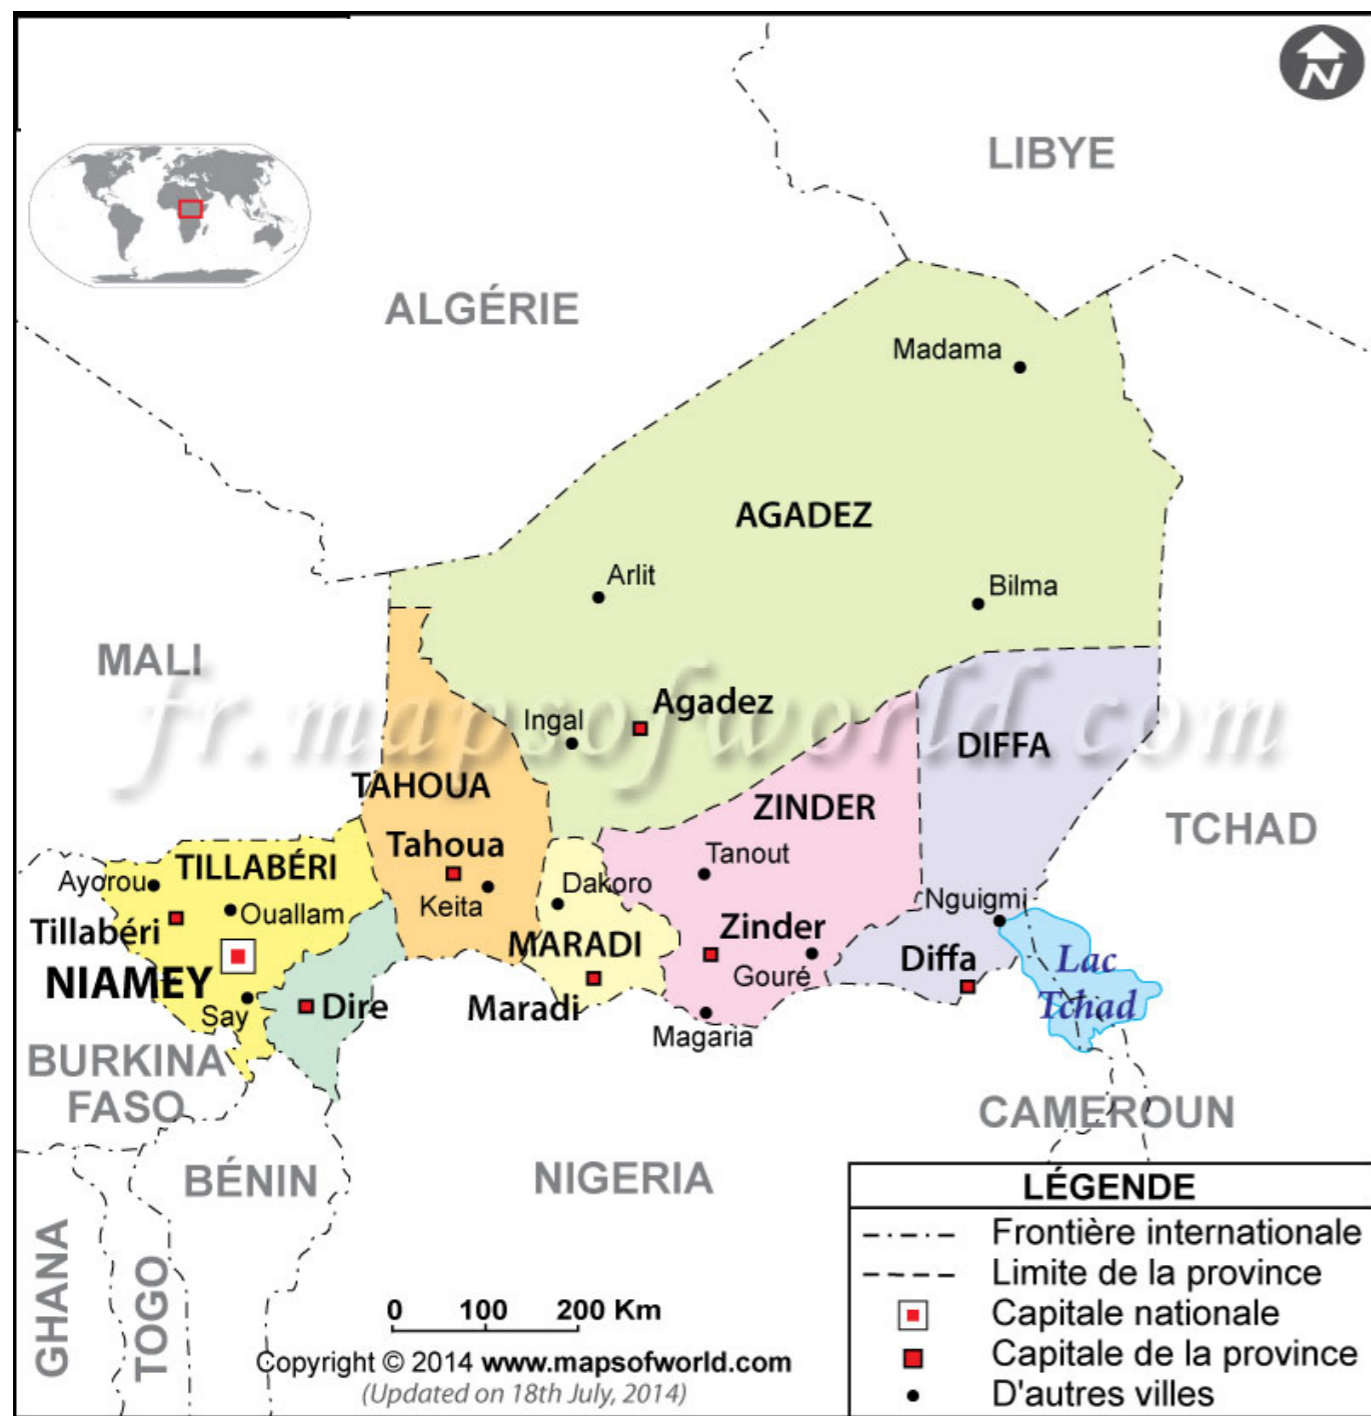 N
LIBYE
ALGÉRIE
Madama
AGADEZ
Arlit
Bilma
MALI
fr.mapsofworld.com
Agadez
Ingal
DIFFA
TAHOUA
ZINDER
TCHAD
Tahoua
Tanout
TILLABÉRI
Ayorou
Dakoro
Keita
Nguigmi
Ouallam
Tillabéri
Zinder
MARADI
Diffa
Lac
Tchad
Gouré
NIAMEY
Dire
Maradi
Say
Magaria
BURKINA
FASO
CAMEROUN
BÉNIN
NIGERIA
GHANA
TOGO
LÉGENDE
Frontière internationale
Limite de la province
Capitale nationale
Capitale de la province
D'autres villes
0 100 200 Km
Copyright © 2014 www.mapsofworld.com
(Updated on 18th July, 2014)